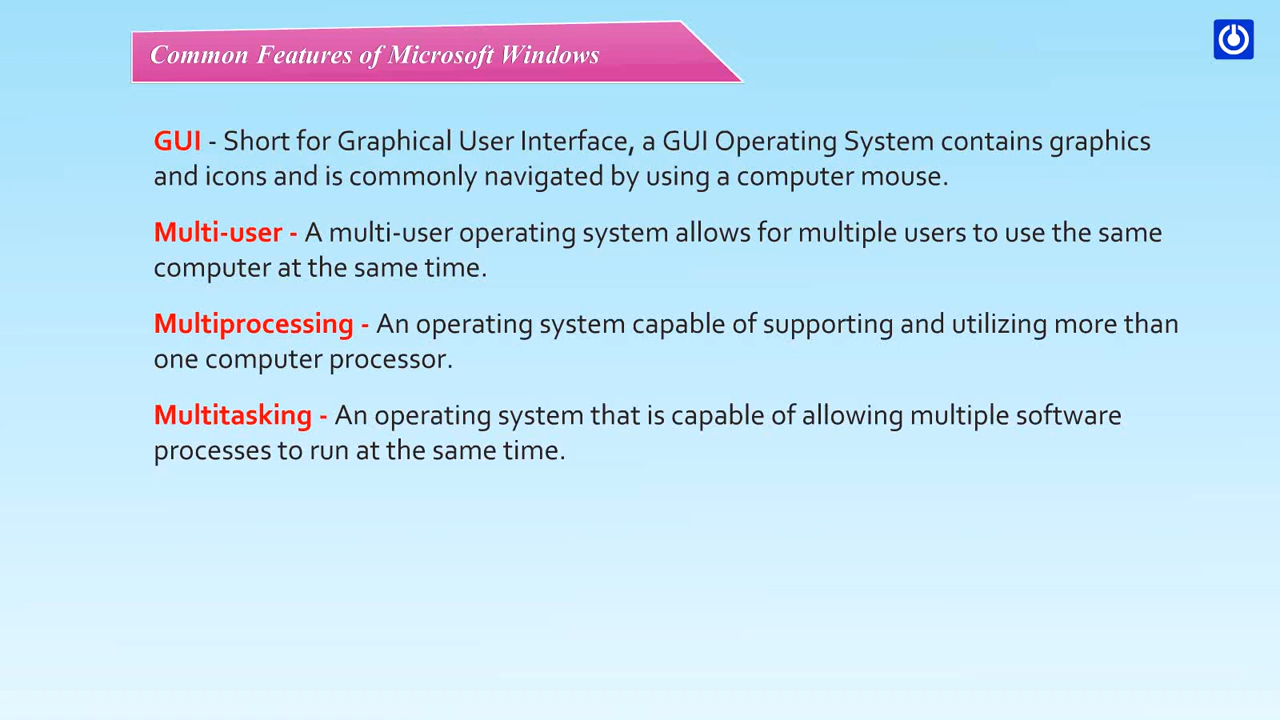 Common Features of Microsoft Windows
GUI - Short for Graphical User Interface, a GUI Operating System contains graphics
and icons and is commonly navigated by using a computer mouse.
Multi-user - A multi-user operating system allows for multiple users to use the same
computer at the same time.
Multiprocessing - An operating system capable of supporting and utilizing more than
one computer processor.
Multitasking - An operating system that is capable of allowing multiple software
processes to run at the same time.